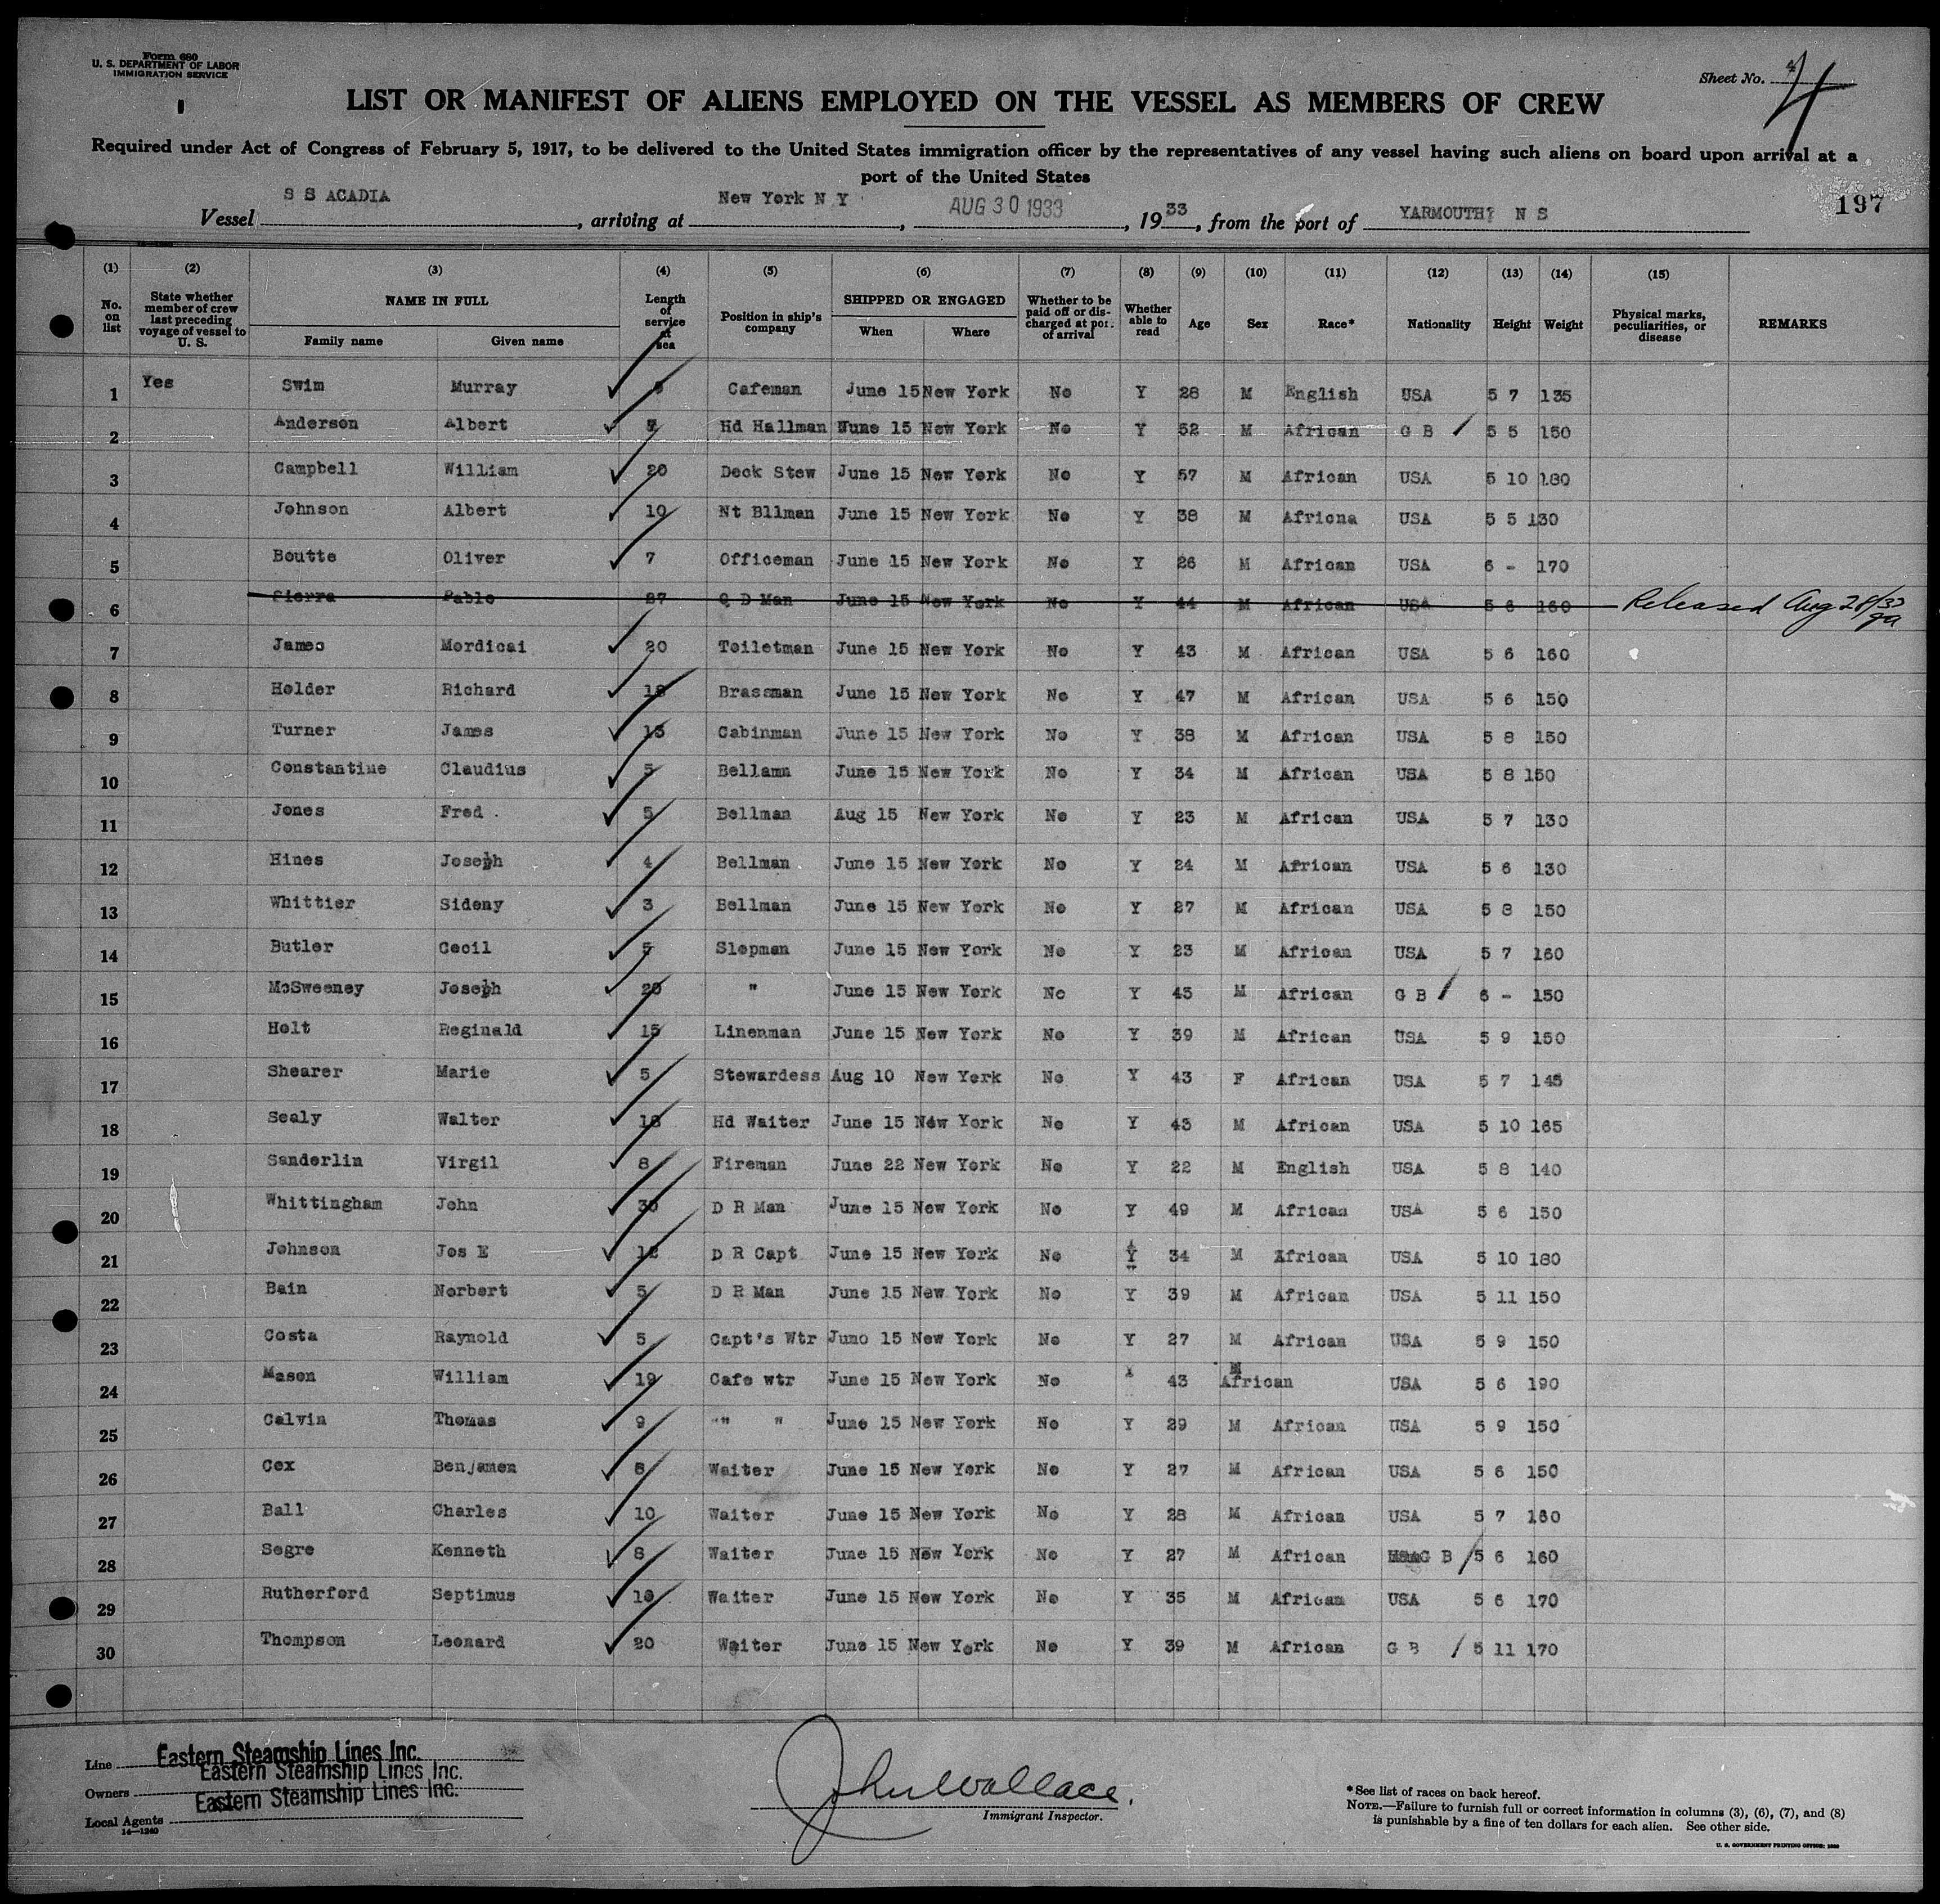 Form 680
U. S. DEPARTMENT OF LABOR
IMMIGRATION SERVICE
Sheet No. 4
4
LIST OR MANIFEST OF ALIENS EMPLOYED ON THE VESSEL AS MEMBERS OF CREW
Required under Act of Congress of February 5, 1917, to be delivered to the United States immigration officer by the representatives of any vessel having such aliens on board upon arrival at a
port of the United States
197
Vessel S S ACADIA, arriving at New York N Y, AUG 30 1933, 1933, from the port of YARMOUTH? N S
(1) (2) (3) (4) (5) (6) (7) (8) (9) (10) (11) (12) (13) (14) (15)
No. on list State whether member of crew last preceding voyage of vessel to U. S. NAME IN FULL Family name Given name Length of service at sea Position in ship's company SHIPPED OR ENGAGED When Where Whether to be paid off or discharged at port of arrival Whether able to read Age Sex Race* Nationality Height Weight Physical marks, peculiarities, or disease REMARKS
1 Yes Swim Murray Cafeman June 15 New York No Y 28 M English USA 5 7 135
2 Anderson Albert Hd Hallman June 15 New York No Y 52 M African G B 5 5 150
3 Campbell William 20 Deck Stew June 15 New York No Y 57 M African USA 5 10 180
4 Johnson Albert 10 Nt Bllman June 15 New York No Y 38 M Africna USA 5 5 130
5 Boutte Oliver 7 Officeman June 15 New York No Y 26 M African USA 6 - 170
6 Sierra Pablo 27 Q D Man June 15 New York No Y 44 M African USA 5 6 160 Released Aug 28/33
7 James Mordicai 20 Toiletman June 15 New York No Y 43 M African USA 5 6 160
8 Holder Richard 18 Brassman June 15 New York No Y 47 M African USA 5 6 150
9 Turner James 13 Cabinman June 15 New York No Y 38 M African USA 5 8 150
10 Constantine Claudius 5 Bellamn June 15 New York No Y 34 M African USA 5 8 150
11 Jones Fred . 5 Bellman Aug 15 New York No Y 23 M African USA 5 7 130
12 Hines Joseph 4 Bellman June 15 New York No Y 24 M African USA 5 6 130
13 Whittier Sideny 3 Bellman June 15 New York No Y 27 M African USA 5 8 150
14 Butler Cecil 5 Slopman June 15 New York No Y 23 M African USA 5 7 160
15 McSweeney Joseph 20 " June 15 New York No Y 45 M African G B 6 - 150
16 Holt Reginald 15 Linenman June 15 New York No Y 39 M African USA 5 9 150
17 Shearer Marie 5 Stewardess Aug 10 New York No Y 43 F African USA 5 7 145
18 Sealy Walter 18 Hd Waiter June 15 New York No Y 43 M African USA 5 10 165
19 Sanderlin Virgil 8 Fireman June 22 New York No Y 22 M English USA 5 8 140
20 Whittingham John 30 D R Man June 15 New York No Y 49 M African USA 5 6 150
21 Johnson Jos E 12 D R Capt June 15 New York No Y 34 M African USA 5 10 180
22 Bain Norbert 5 D R Man June 15 New York No Y 39 M African USA 5 11 150
23 Costa Raynold 5 Capt's Wtr June 15 New York No Y 27 M African USA 5 9 150
24 Mason William 19 Cafe wtr June 15 New York No Y 43 M African USA 5 6 190
25 Calvin Thomas 9 "" " June 15 New York No Y 29 M African USA 5 9 150
26 Cox Benjamen 8 Waiter June 15 New York No Y 27 M African USA 5 6 150
27 Ball Charles 10 Waiter June 15 New York No Y 28 M African USA 5 7 160
28 Segre Kenneth 8 Waiter June 15 New York No Y 27 M African G B 5 6 160
29 Rutherford Septimus 10 Waiter June 15 New York No Y 35 M African USA 5 6 170
30 Thompson Leonard 20 Waiter June 15 New York No Y 39 M African G B 5 11 170
Line Eastern Steamship Lines Inc.
Owners Eastern Steamship Lines Inc.
Local Agents Eastern Steamship Lines Inc.
14—1240
John Wallace.
Immigrant Inspector.
*See list of races on back hereof.
NOTE.—Failure to furnish full or correct information in columns (3), (6), (7), and (8)
is punishable by a fine of ten dollars for each alien. See other side.
U. S. GOVERNMENT PRINTING OFFICE: